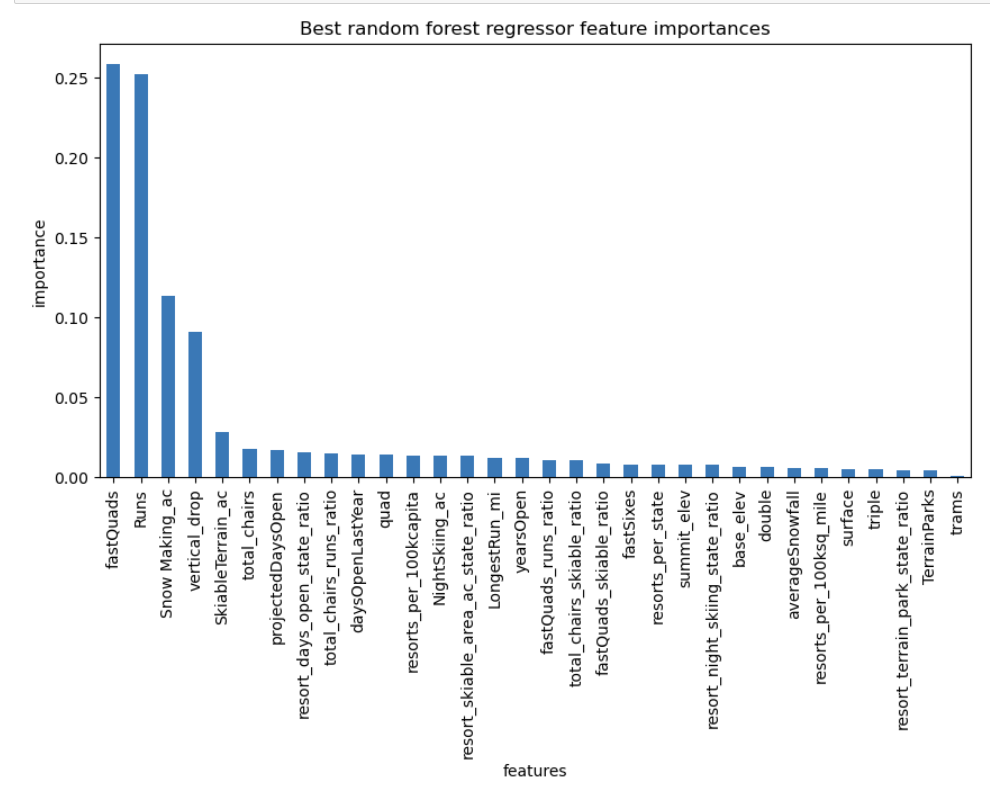 Best random forest regressor feature importances
importance
0.25
0.20
0.15
0.10
0.05
0.00
fastQuads
Runs
Snow Making_ac
vertical_drop
SkiableTerrain_ac
total_chairs
projectedDaysOpen
resort_days_open_state_ratio
total_chairs_runs_ratio
daysOpenLastYear
quad
resorts_per_100kcapita
NightSkiing_ac
resort_skiable_area_ac_state_ratio
LongestRun_mi
yearsOpen
fastQuads_runs_ratio
total_chairs_skiable_ratio
fastQuads_skiable_ratio
fastSixes
resorts_per_state
summit_elev
resort_night_skiing_state_ratio
base_elev
double
averageSnowfall
resorts_per_100ksq_mile
surface
triple
resort_terrain_park_state_ratio
TerrainParks
trams
features